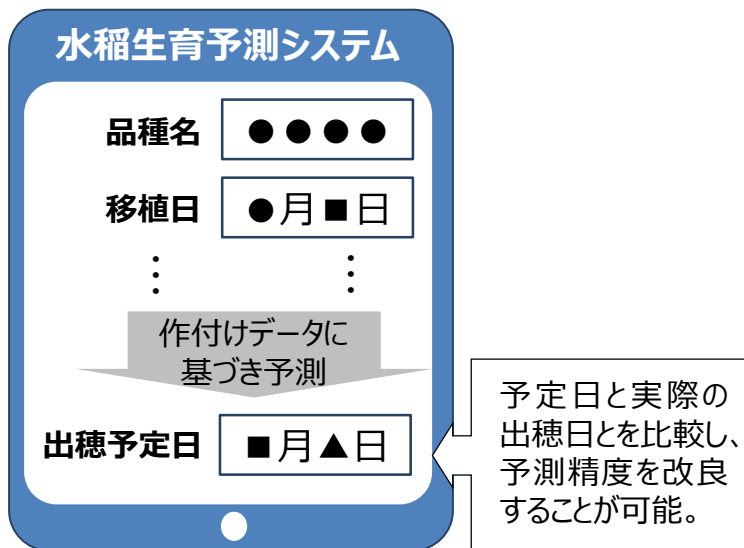 水稲生育予測システム
品種名 ●●●●
移植日 ●月■日
⋮ ⋮
作付けデータに
基づき予測
出穂予定日 ■月▲日
予定日と実際の
出穂日とを比較し、
予測精度を改良
することが可能。